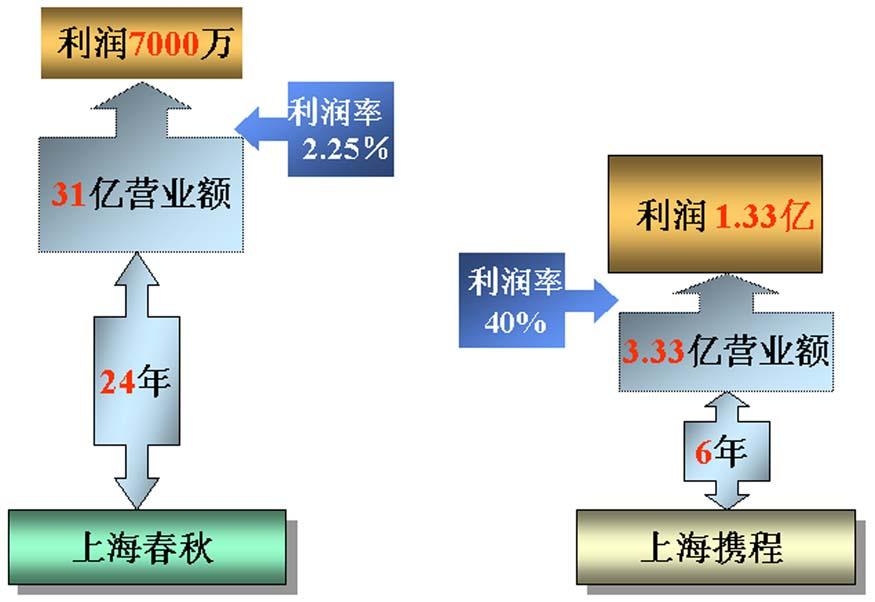 利润7000万
利润率
2.25%
31亿营业额
24年
上海春秋
利润 1.33亿
利润率
40%
3.33亿营业额
6年
上海携程